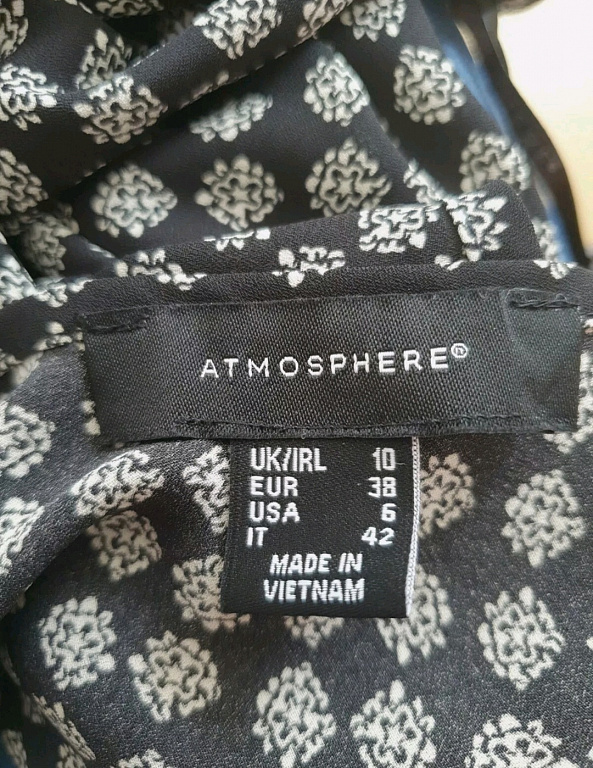 ATMOSPHERE®
UK/IRL 10
EUR 38
USA 6
IT 42
MADE IN
VIETNAM